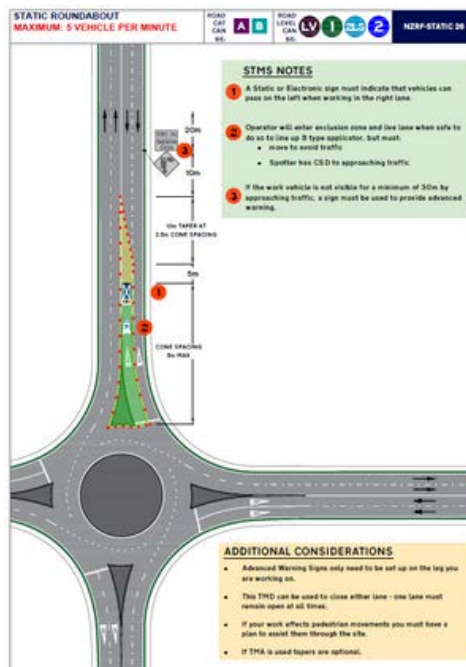 STATIC ROUNDABOUT
MAXIMUM: 5 VEHICLE PER MINUTE
ROAD
CAT
CAN
BE:
A B
ROAD
LEVEL
CAN
BE:
LV 1 2LS 2
NZRF-STATIC 26
STMS NOTES
1 A Static or Electronic sign must indicate that vehicles can
pass on the left when working in the right lane.
2 Operator will enter exclusion zone and live lane when safe to
do so to line up B type applicator, but must:
• move to avoid traffic
• Spotter has CSD to approaching traffic
3 If the work vehicle is not visible for a minimum of 30m by
approaching traffic, a sign must be used to provide advanced
warning.
20m
3
10m
TAPER AT
2.5m CONE SPACING
5m
1
2
CONE SPACING
5m MAX
ADDITIONAL CONSIDERATIONS
• Advanced Warning Signs only need to be set up on the leg you
are working on.
• This TMD can be used to close either lane - one lane must
remain open at all times.
• If your work effects pedestrian movements you must have a
plan to assist them through the site.
• If TMA is used tapers are optional.